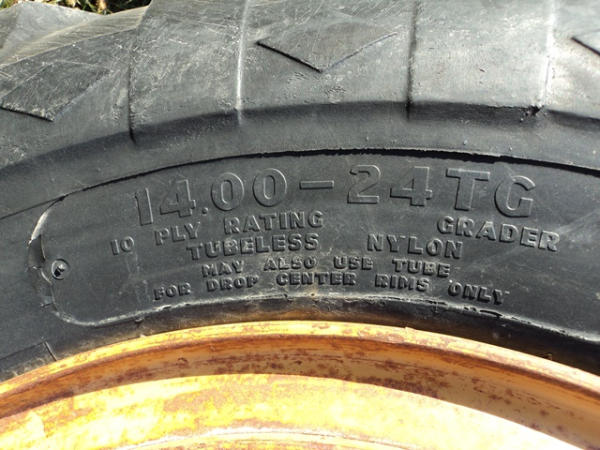 14.00-24TG
10 PLY RATING GRADER
TUBELESS NYLON
MAY ALSO USE TUBE
FOR DROP CENTER RIMS ONLY